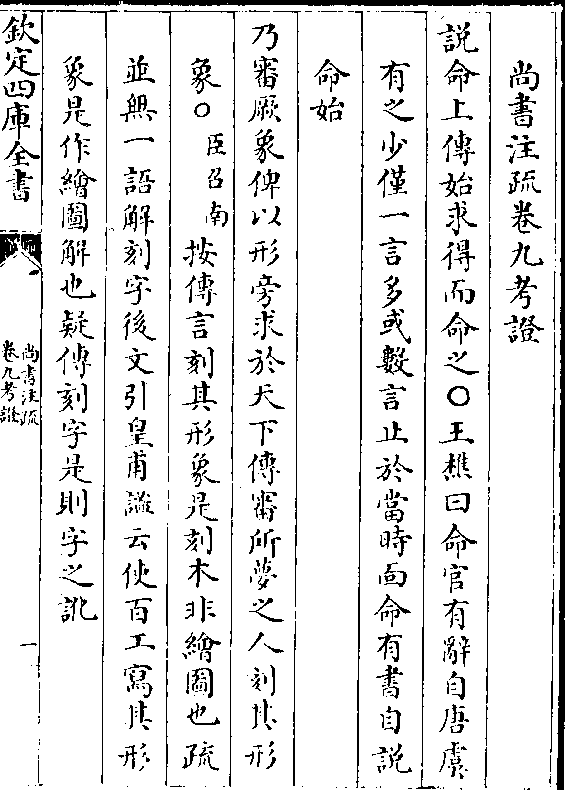 尚書注疏卷九考證
說命上傳始求得而命之〇王樵曰命官有辭自唐虞
有之少僅一言多或數言止於當時面命有書自說
命始
乃審厥象俾以形旁求於天下傳審所夢之人刻其形
象〇臣召南按傳言刻其形象是刻木非繪圖也疏
並無一語解刻字後文引皇甫謐云使百工寫其形
象是作繪圖解也疑傳刻字是則字之訛
欽定四庫全書
尚書注疏
卷九考證
一